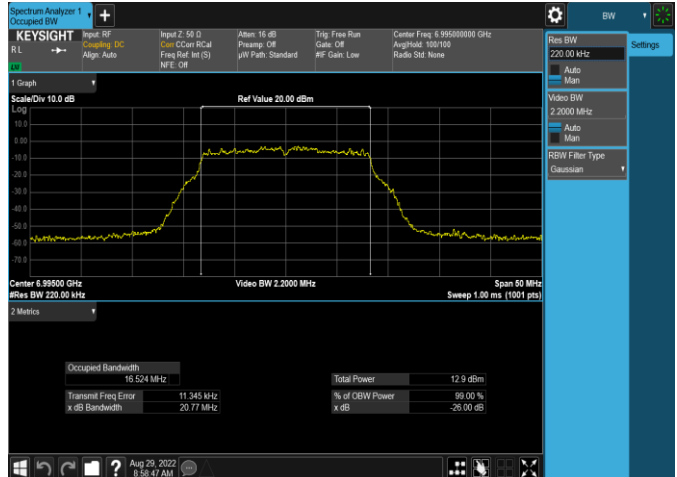 Spectrum Analyzer 1
Occupied BW
+
BW
KEYSIGHT
Input: RF
Input Z: 50 Ω
Atten: 16 dB
Trig: Free Run
Center Freq: 6.995000000 GHz
RL
Coupling: DC
Corr CCorr RCal
Preamp: Off
Gate: Off
Avg|Hold: 100/100
Align: Auto
Freq Ref: Int (S)
µW Path: Standard
#IF Gain: Low
Radio Std: None
NFE: Off
Res BW
220.00 kHz
Auto
Man
Settings
Video BW
2.2000 MHz
Auto
Man
RBW Filter Type
Gaussian
1 Graph
Scale/Div 10.0 dB
Ref Value 20.00 dBm
Log
10.0
0.00
-10.0
-20.0
-30.0
-40.0
-50.0
-60.0
-70.0
Center 6.99500 GHz
Video BW 2.2000 MHz
Span 50 MHz
#Res BW 220.00 kHz
Sweep 1.00 ms (1001 pts)
2 Metrics
Occupied Bandwidth
16.524 MHz
Total Power
12.9 dBm
Transmit Freq Error
11.345 kHz
% of OBW Power
99.00 %
x dB Bandwidth
20.77 MHz
x dB
-26.00 dB
?
Aug 29, 2022
8:58:47 AM